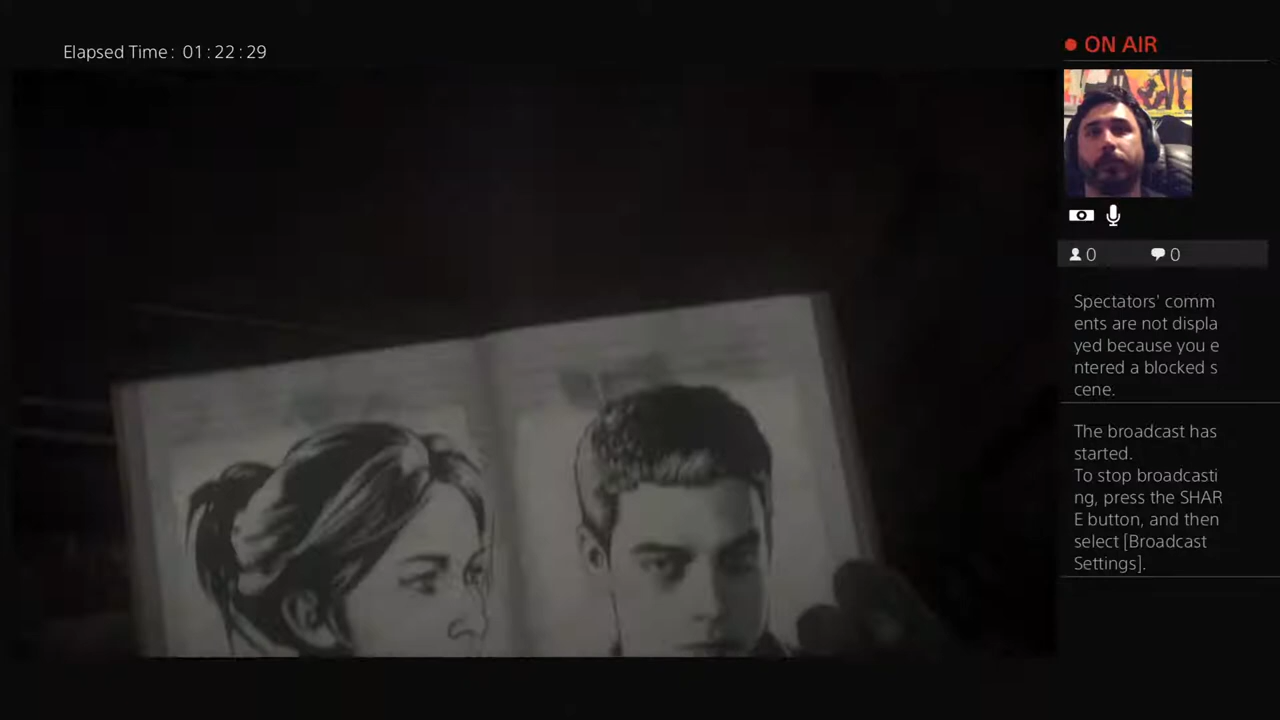 Elapsed Time: 01:22:29
ON AIR
0
0
Spectators' comm
ents are not displa
yed because you e
ntered a blocked s
cene.
The broadcast has
started.
To stop broadcasti
ng, press the SHAR
E button, and then
select [Broadcast
Settings].